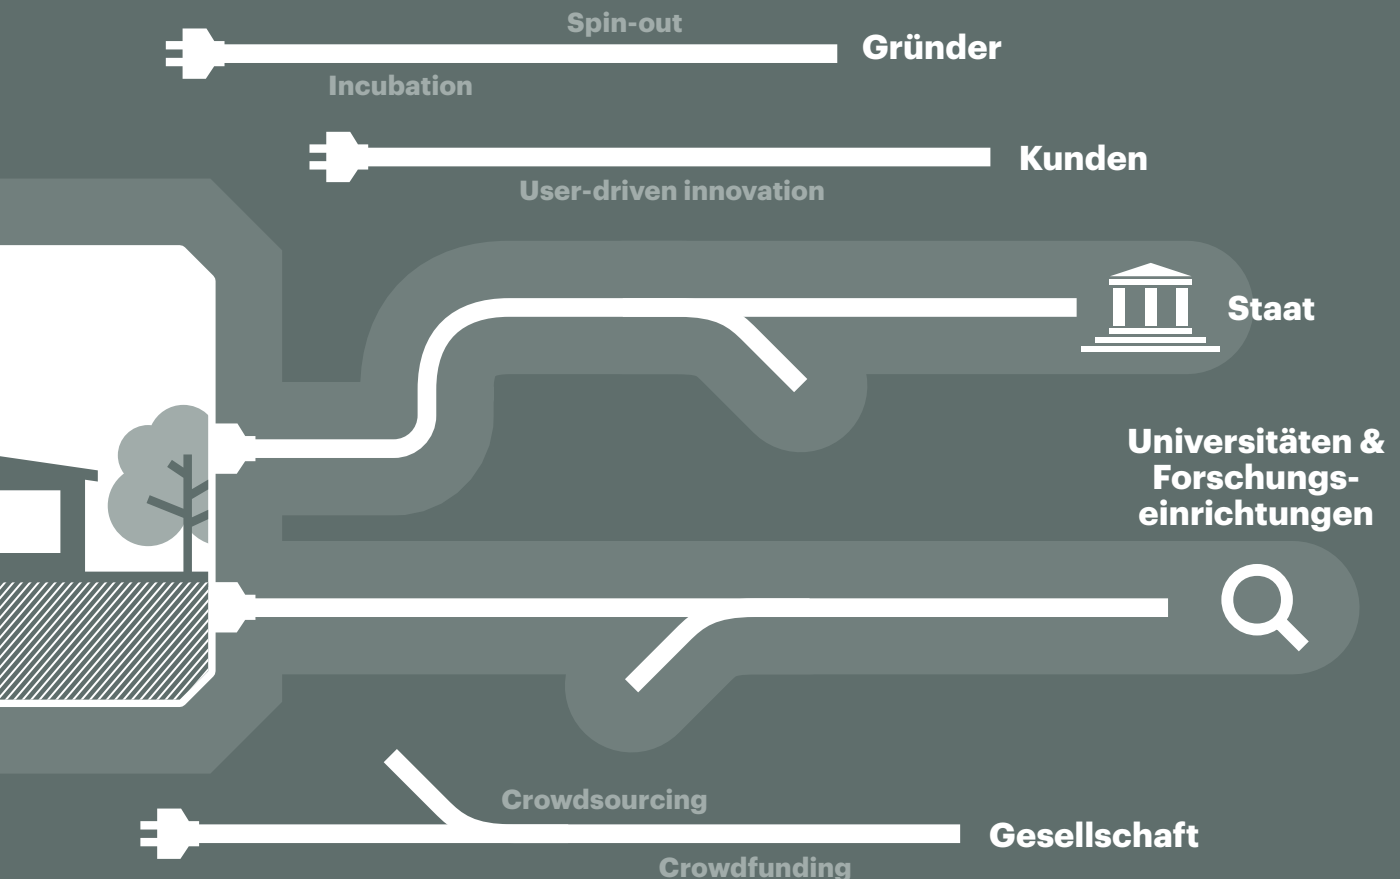 Spin-out
Gründer
Incubation
Kunden
User-driven innovation
Staat
Universitäten &
Forschungs-
einrichtungen
Crowdsourcing
Gesellschaft
Crowdfunding